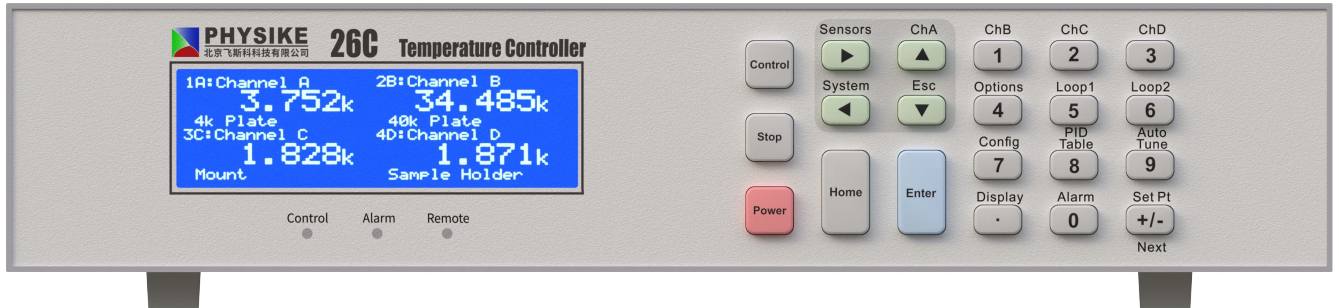 PHYSIKE
北京飞斯科科技有限公司
26C Temperature Controller
1A:Channel A
3.752k
4k Plate
2B:Channel B
34.485k
40k Plate
3C:Channel C
1.828k
Mount
4D:Channel D
1.871k
Sample Holder
Control Alarm Remote
Control
Stop
Power
Sensors ChA
System Esc
Home
Enter
ChB ChC ChD
1 2 3
Options Loop1 Loop2
4 5 6
Config PID Table Auto Tune
7 8 9
Display Alarm Set Pt
. 0 +/-
Next